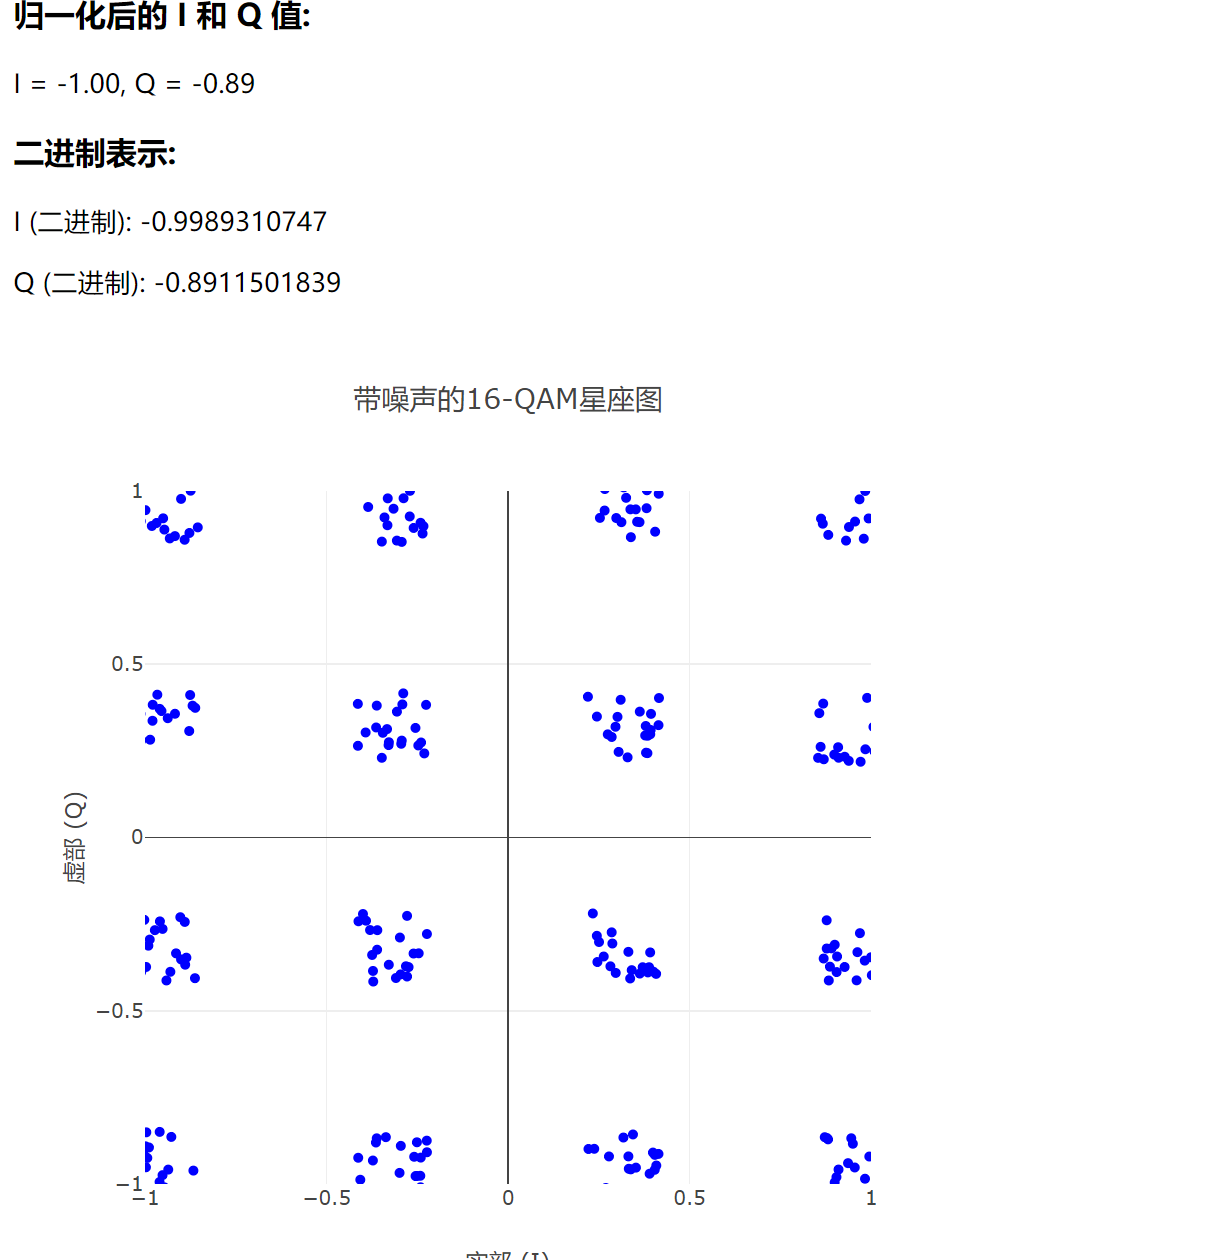 归一化后的 I 和 Q 值:
I = -1.00, Q = -0.89
二进制表示:
I (二进制): -0.9989310747
Q (二进制): -0.8911501839
带噪声的16-QAM星座图
1
0.5
虚部 (Q)
0
−0.5
−1
−1
−0.5
0
0.5
1
实部 (I)